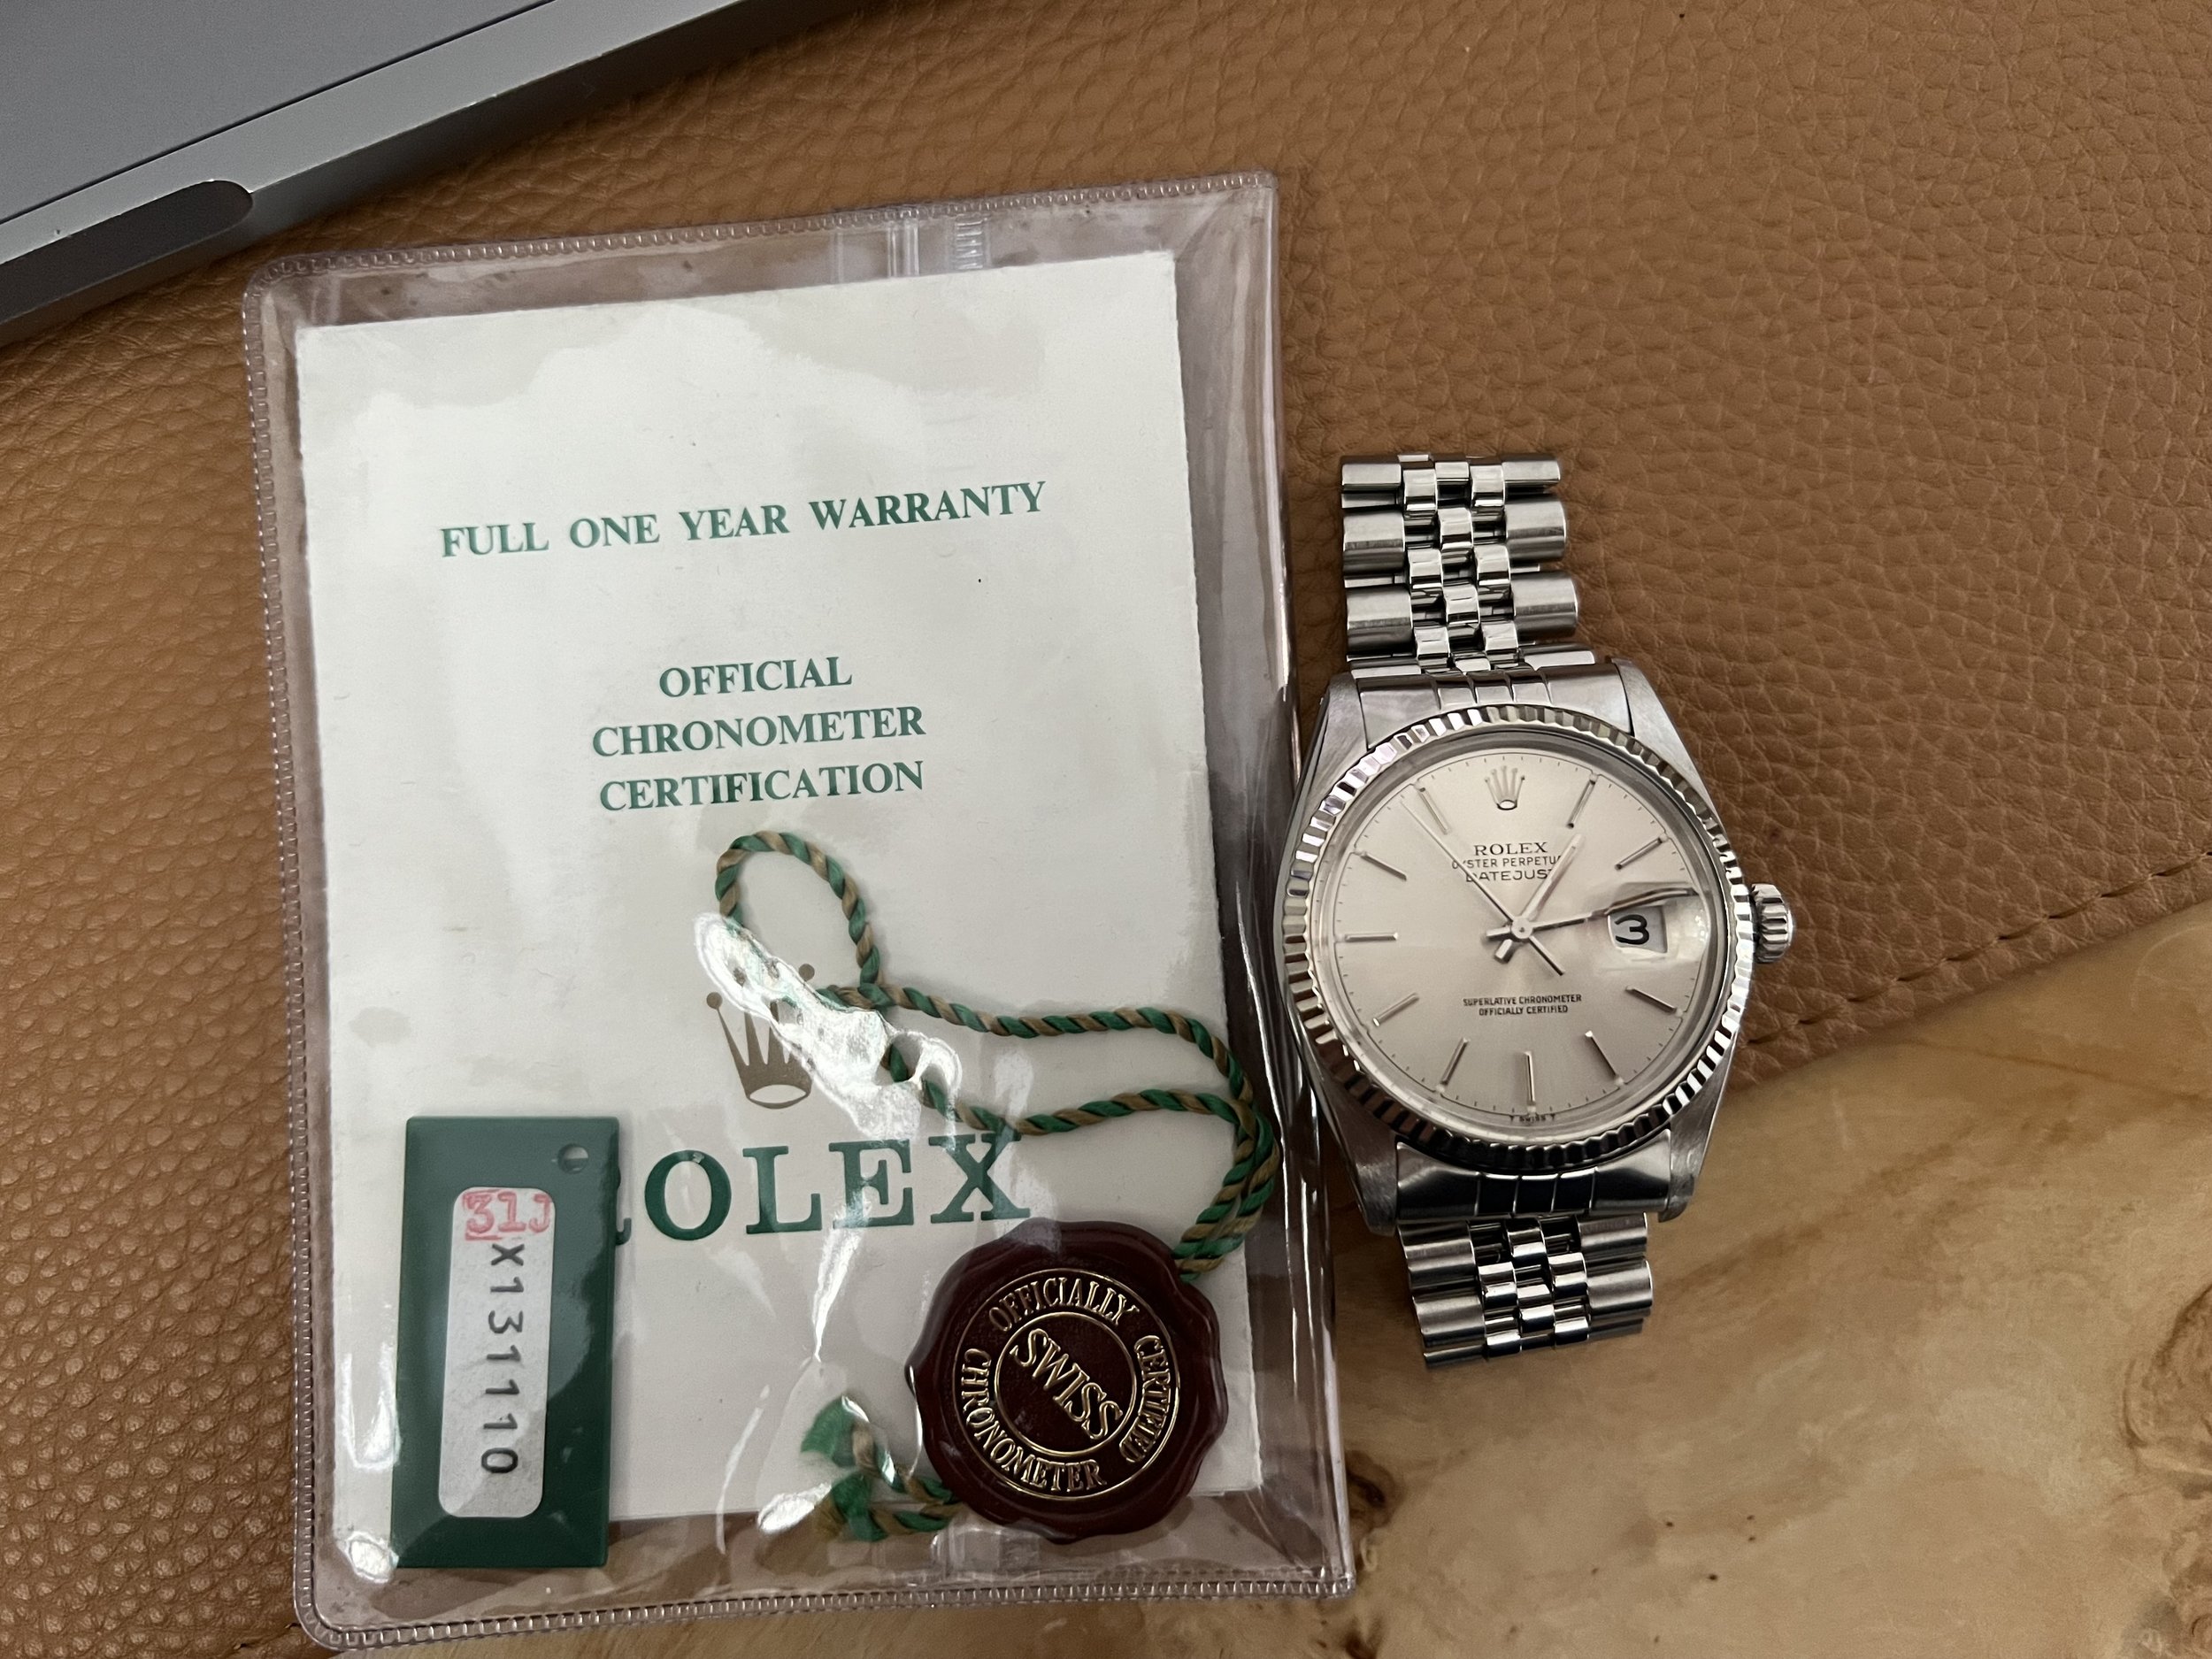 FULL ONE YEAR WARRANTY
OFFICIAL
CHRONOMETER
CERTIFICATION
ROLEX
31J
X131110
OFFICIALLY CERTIFIED CHRONOMETER
SWISS
ROLEX
OYSTER PERPETUAL
DATEJUST
3
SUPERLATIVE CHRONOMETER
OFFICIALLY CERTIFIED
T SWISS T